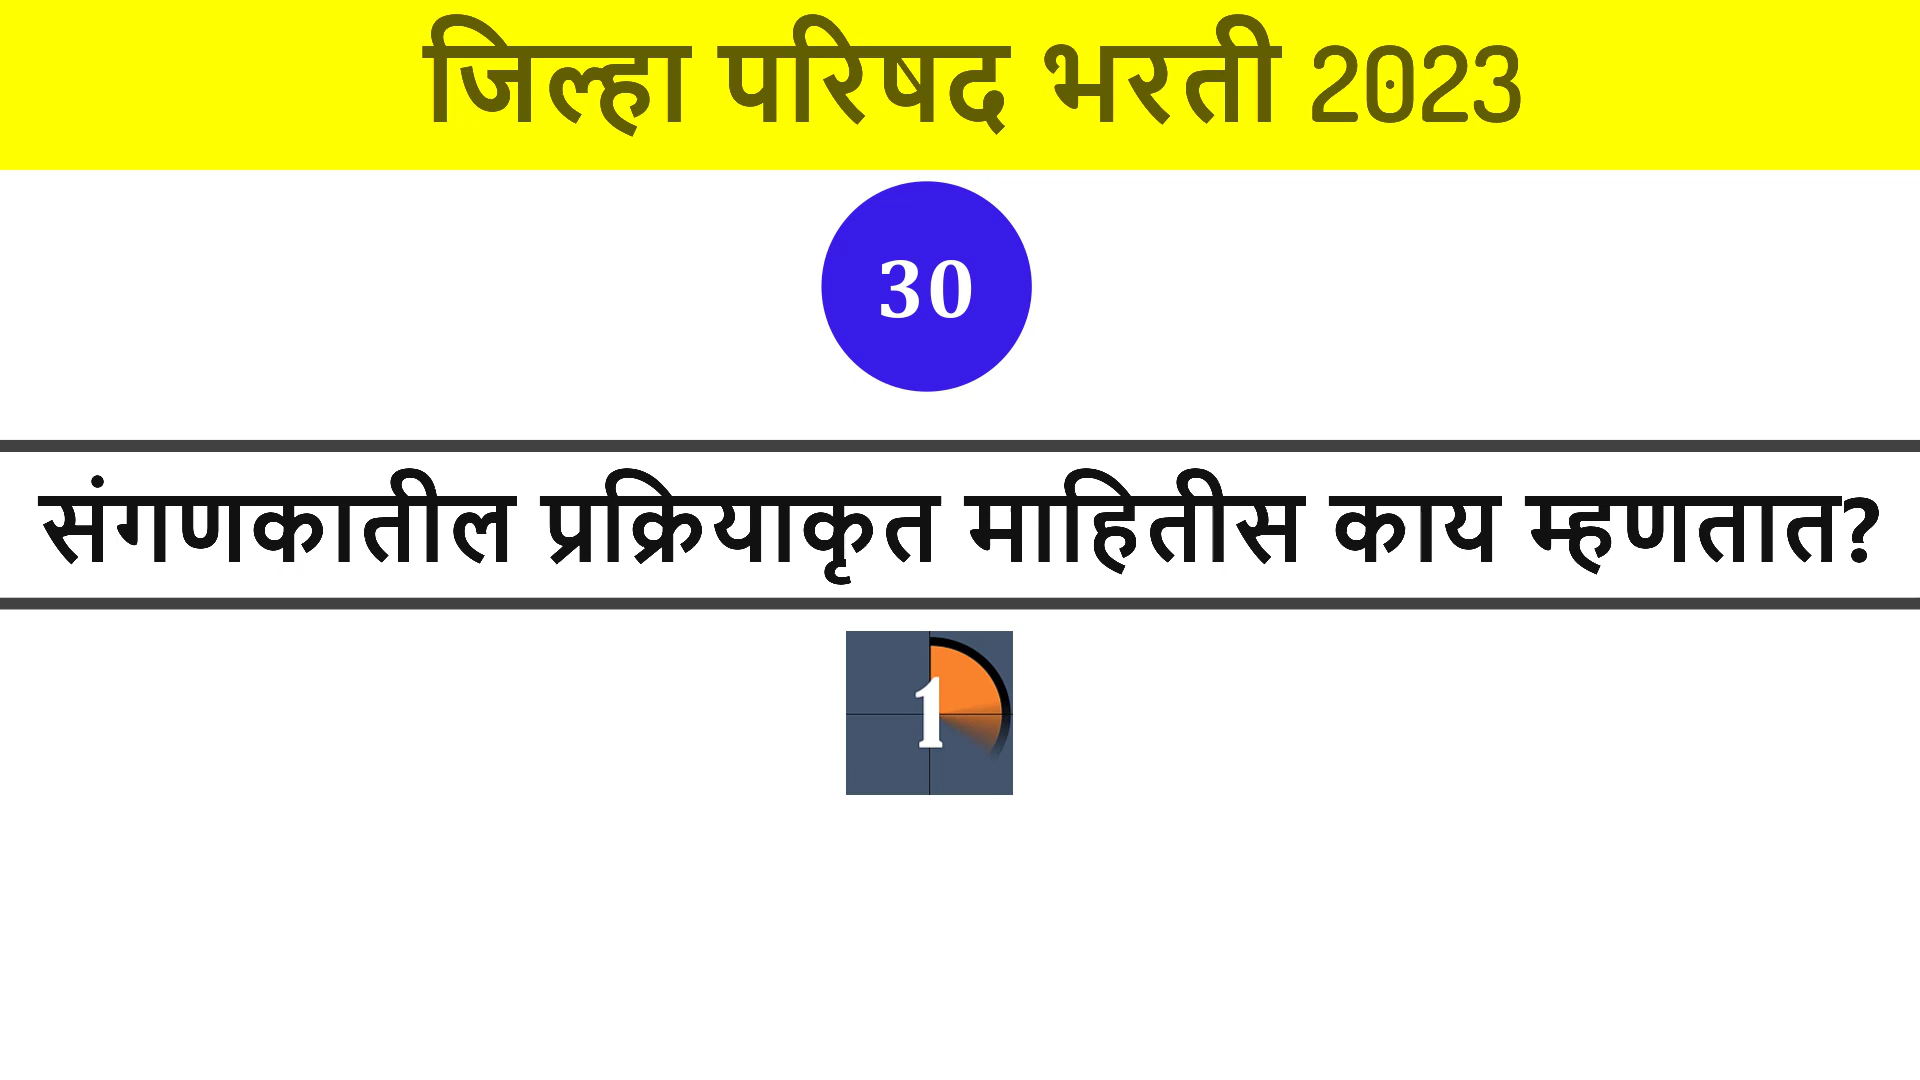 जिल्हा परिषद भरती 2023
30
संगणकातील प्रक्रियाकृत माहितीस काय म्हणतात?
1